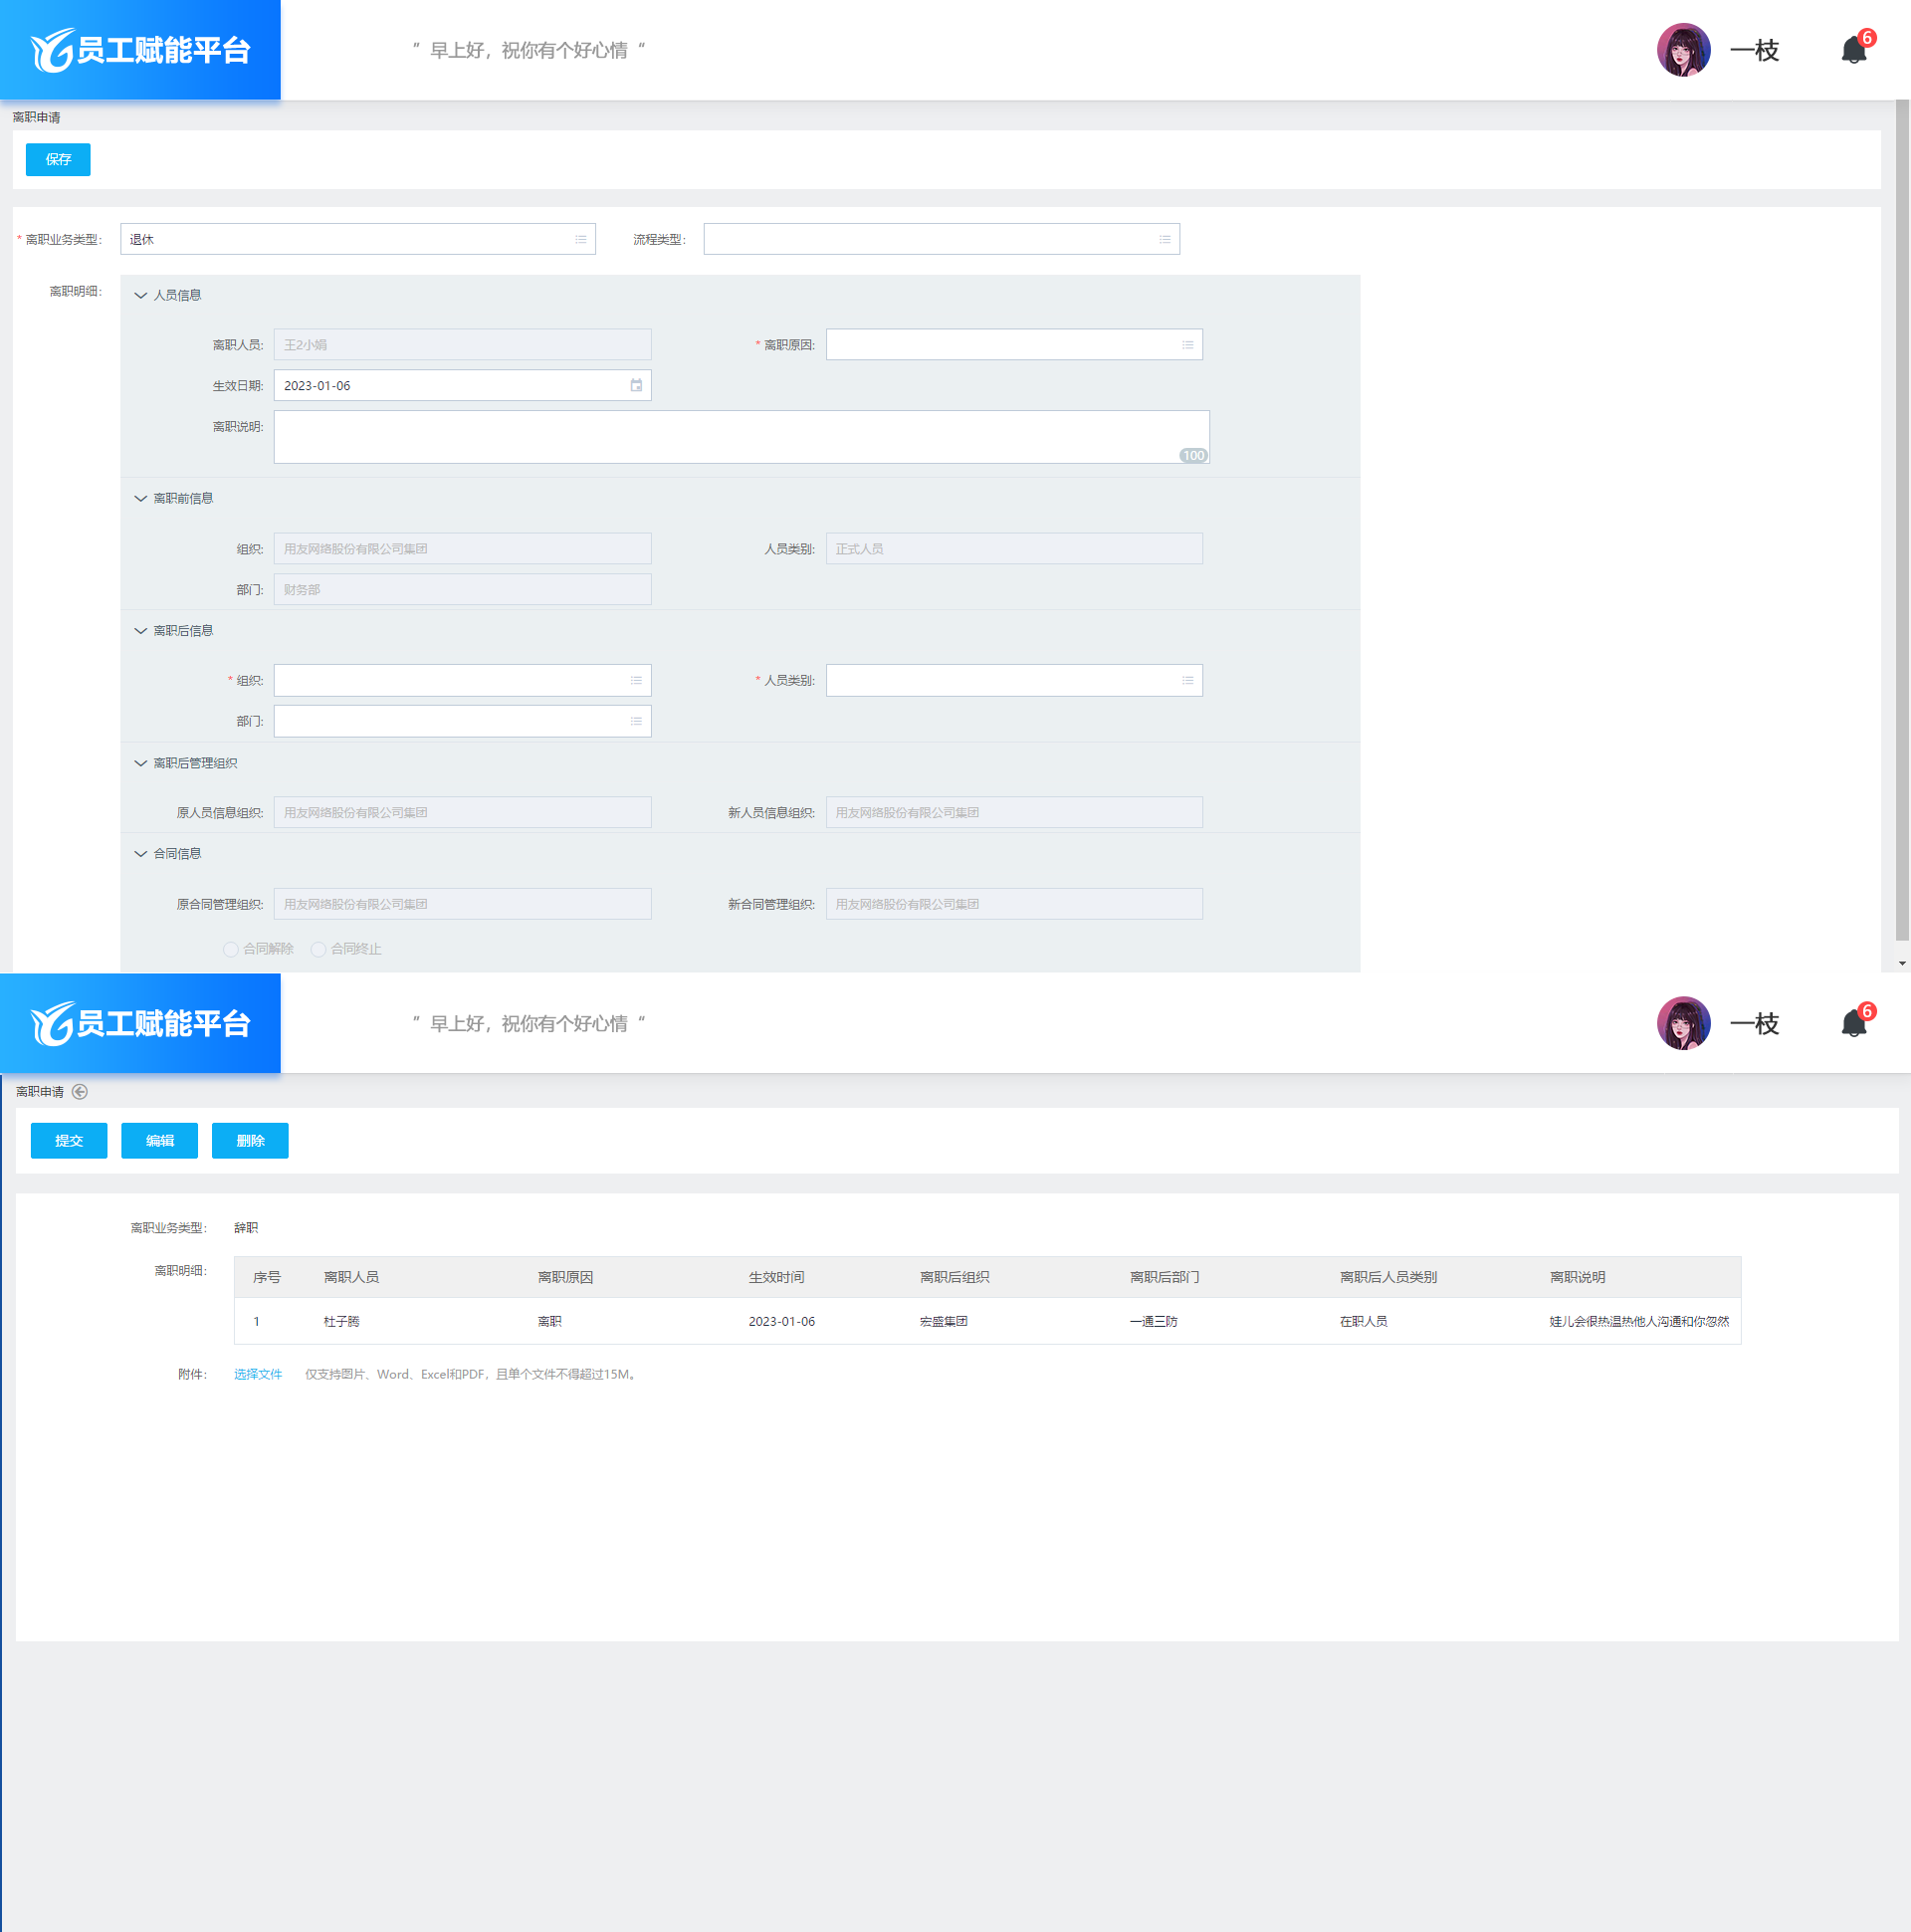 员工赋能平台
” 早上好，祝你有个好心情 “
一枝
6
离职申请
保存
* 离职业务类型: 退休 流程类型:
离职明细:
人员信息
离职人员: 王2小娟 * 离职原因:
生效日期: 2023-01-06
离职说明:
100
离职前信息
组织: 用友网络股份有限公司集团 人员类别: 正式人员
部门: 财务部
离职后信息
* 组织: * 人员类别:
部门:
离职后管理组织
原人员信息组织: 用友网络股份有限公司集团 新人员信息组织: 用友网络股份有限公司集团
合同信息
原合同管理组织: 用友网络股份有限公司集团 新合同管理组织: 用友网络股份有限公司集团
合同解除 合同终止
员工赋能平台
” 早上好，祝你有个好心情 “
一枝
6
离职申请
提交 编辑 删除
离职业务类型: 辞职
离职明细:
序号 离职人员 离职原因 生效时间 离职后组织 离职后部门 离职后人员类别 离职说明
1 杜子腾 离职 2023-01-06 宏盛集团 一通三防 在职人员 娃儿会很热温热他人沟通和你忽然
附件: 选择文件 仅支持图片、Word、Excel和PDF，且单个文件不得超过15M。